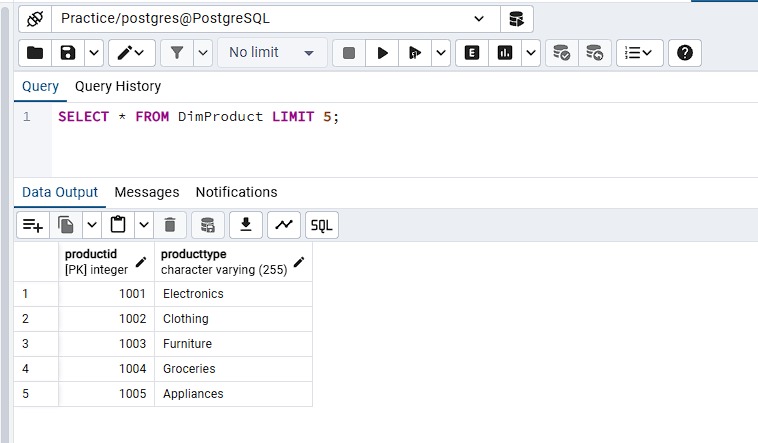 Practice/postgres@PostgreSQL
No limit
E
Query Query History
1 SELECT * FROM DimProduct LIMIT 5;
Data Output Messages Notifications
SQL
productid producttype
[PK] integer character varying (255)
1 1001 Electronics
2 1002 Clothing
3 1003 Furniture
4 1004 Groceries
5 1005 Appliances